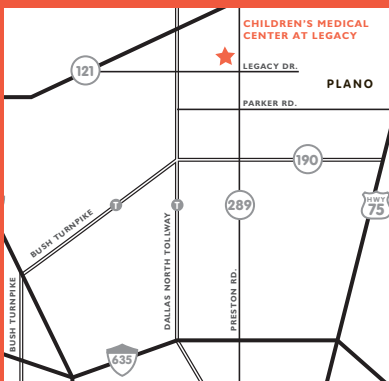 CHILDREN'S MEDICAL
CENTER AT LEGACY
121
LEGACY DR.
PLANO
PARKER RD.
190
T
T
289
HWY
75
BUSH TURNPIKE
DALLAS NORTH TOLLWAY
PRESTON RD.
BUSH TURNPIKE
635